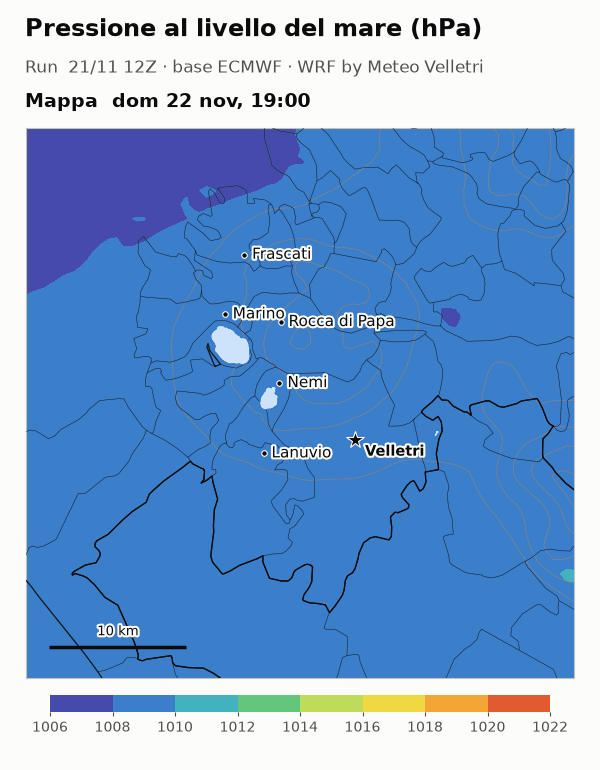 Pressione al livello del mare (hPa)
Run 21/11 12Z · base ECMWF · WRF by Meteo Velletri
Mappa dom 22 nov, 19:00
Frascati
Marino
Rocca di Papa
Nemi
Velletri
Lanuvio
10 km
1006 1008 1010 1012 1014 1016 1018 1020 1022